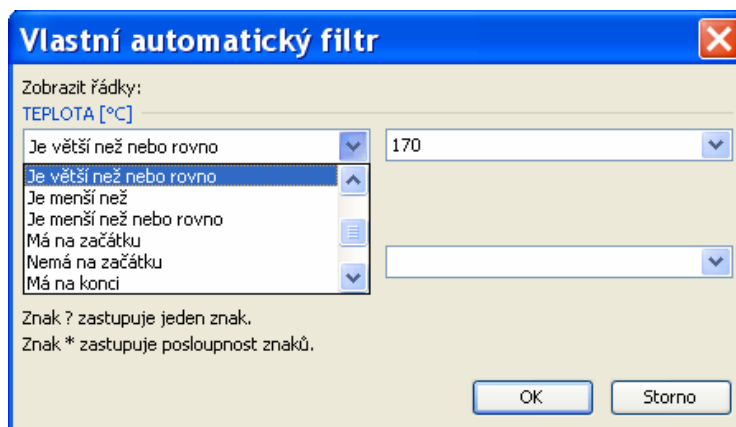 Vlastní automatický filtr
Zobrazit řádky:
TEPLOTA [°C]
Je větší než nebo rovno
170
Je větší než nebo rovno
Je menší než
Je menší než nebo rovno
Má na začátku
Nemá na začátku
Má na konci
Znak ? zastupuje jeden znak.
Znak * zastupuje posloupnost znaků.
OK
Storno